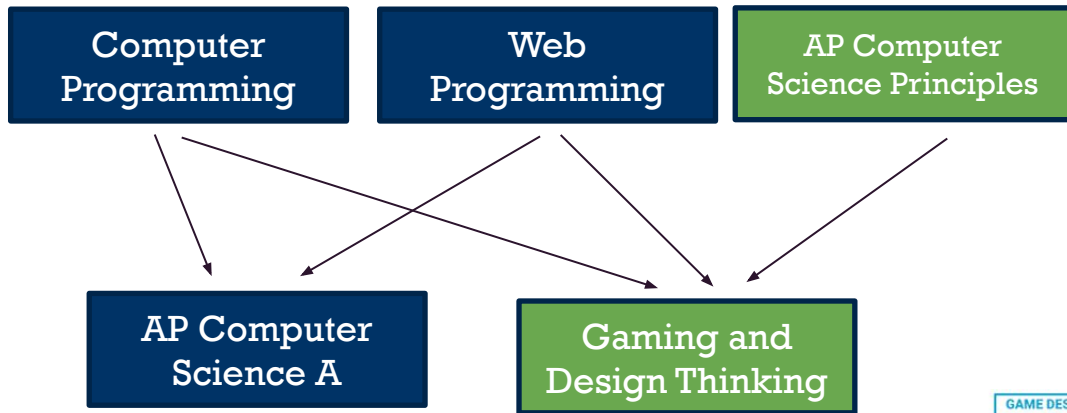 Computer
Programming
Web
Programming
AP Computer
Science Principles
AP Computer
Science A
Gaming and
Design Thinking
GAME DES